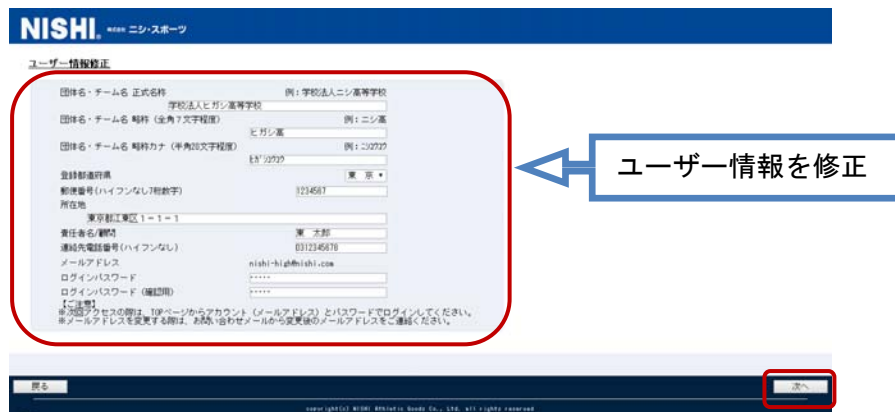 NISHI. 株式会社 ニシ・スポーツ
ユーザー情報修正
団体名・チーム名 正式名称 例：学校法人ニシ高等学校
学校法人ヒガシ高等学校
団体名・チーム名 略称（全角7文字程度） 例：ニシ高
ヒガシ高
団体名・チーム名 略称カナ（半角20文字程度） 例：ﾆｼｺｳｺｳ
ﾋｶﾞｼｺｳｺｳ
登録都道府県 東 京
郵便番号(ハイフンなし7桁数字) 1234567
所在地
東京都江東区1－1－1
責任者名/顧問 東 太郎
連絡先電話番号(ハイフンなし) 0312345678
メールアドレス nishi-high@nishi.com
ログインパスワード ·····
ログインパスワード（確認用） ·····
【ご注意】
※次回アクセスの際は、TOPページからアカウント（メールアドレス）とパスワードでログインしてください。
※メールアドレスを変更する際は、お問い合わせメールから変更後のメールアドレスをご連絡ください。
ユーザー情報を修正
戻る 次へ
copyright(c) NISHI Athletic Goods Co., Ltd. all rights reserved